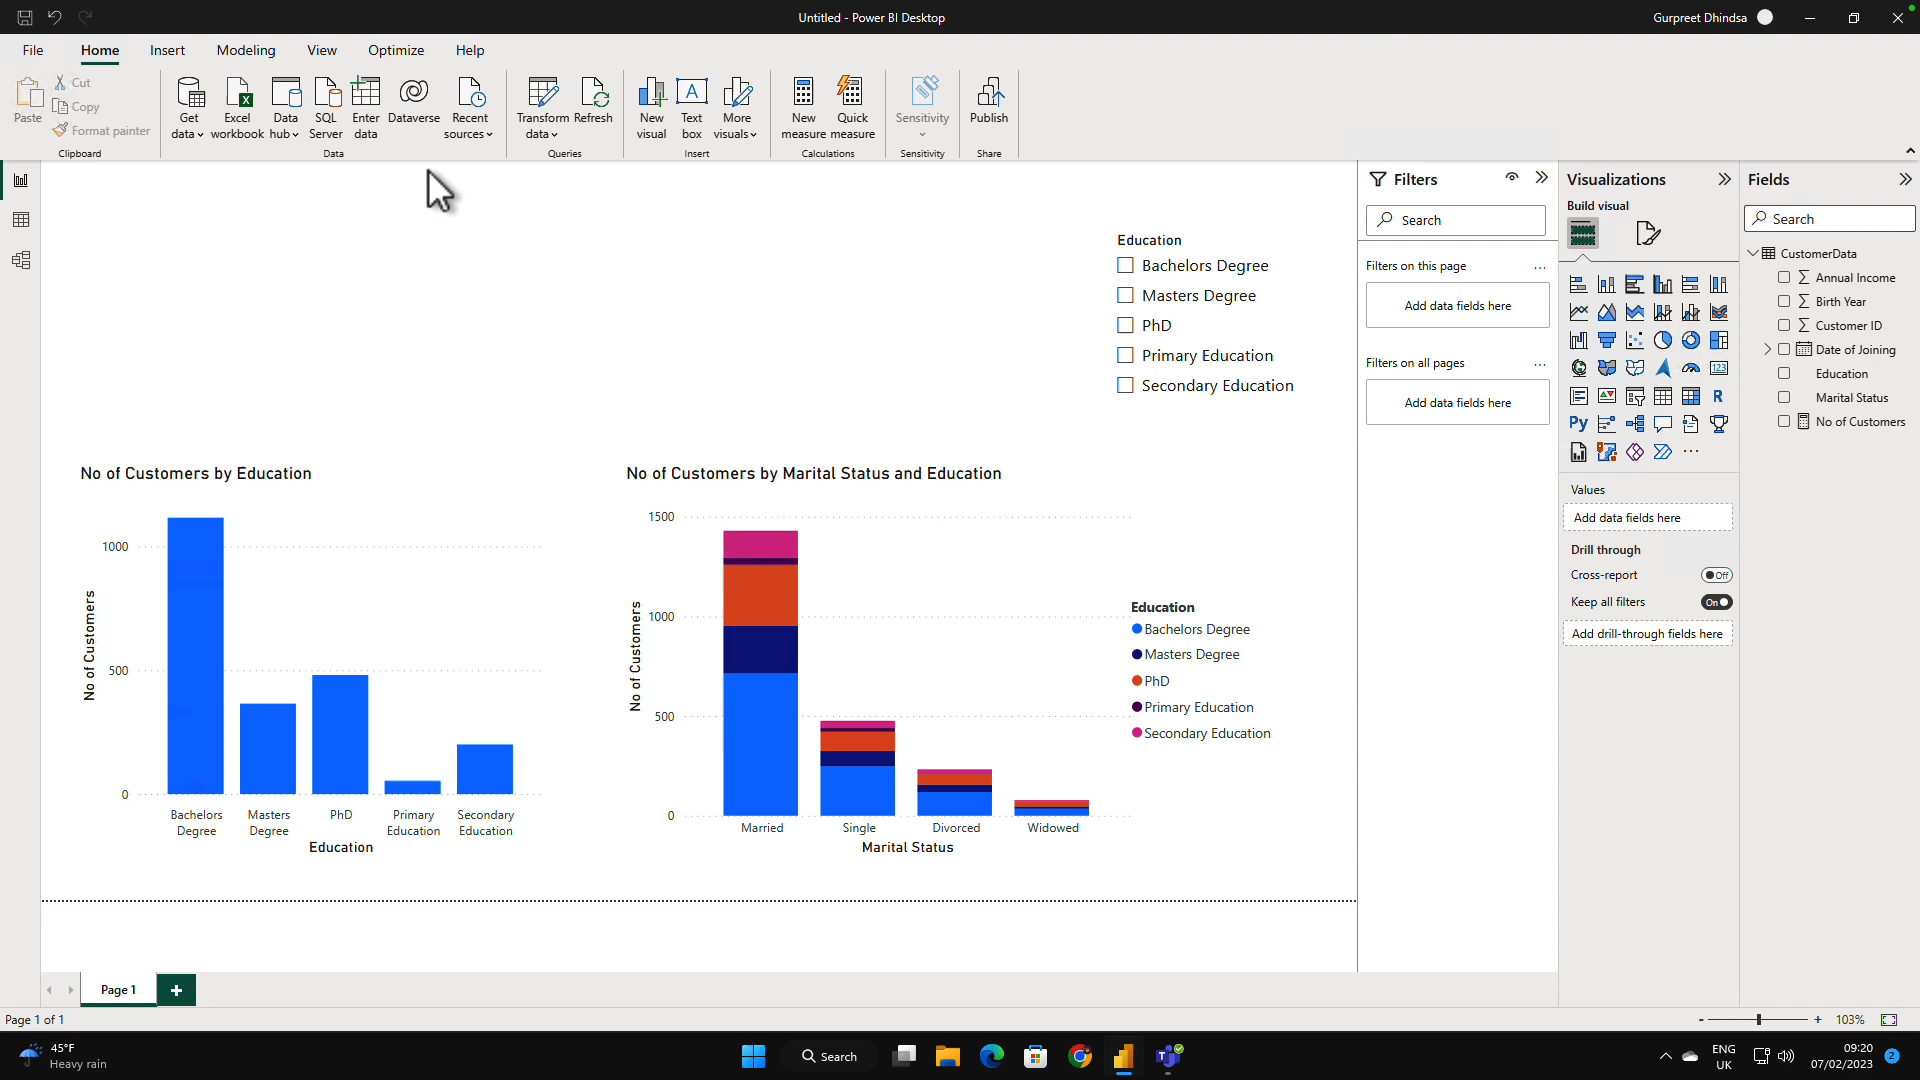 Untitled - Power BI Desktop
Gurpreet Dhindsa
File Home Insert Modeling View Optimize Help
Paste
Cut
Copy
Format painter
Clipboard
Get data
Excel workbook
Data hub
SQL Server
Enter data
Dataverse
Recent sources
Data
Transform data
Refresh
Queries
New visual
Text box
More visuals
Insert
New measure
Quick measure
Calculations
Sensitivity
Sensitivity
Publish
Share
Education
Bachelors Degree
Masters Degree
PhD
Primary Education
Secondary Education
No of Customers by Education
1000
500
0
No of Customers
Bachelors Degree
Masters Degree
PhD
Primary Education
Secondary Education
Education
No of Customers by Marital Status and Education
1500
1000
500
0
No of Customers
Married
Single
Divorced
Widowed
Marital Status
Education
Bachelors Degree
Masters Degree
PhD
Primary Education
Secondary Education
Filters
Search
Filters on this page
...
Add data fields here
Filters on all pages
...
Add data fields here
Visualizations
Build visual
123
R
Py
...
Values
Add data fields here
Drill through
Cross-report
Off
Keep all filters
On
Add drill-through fields here
Fields
Search
CustomerData
Annual Income
Birth Year
Customer ID
Date of Joining
Education
Marital Status
No of Customers
Page 1
+
Page 1 of 1
- + 103%
45°F
Heavy rain
Search
ENG
UK
09:20
07/02/2023
2